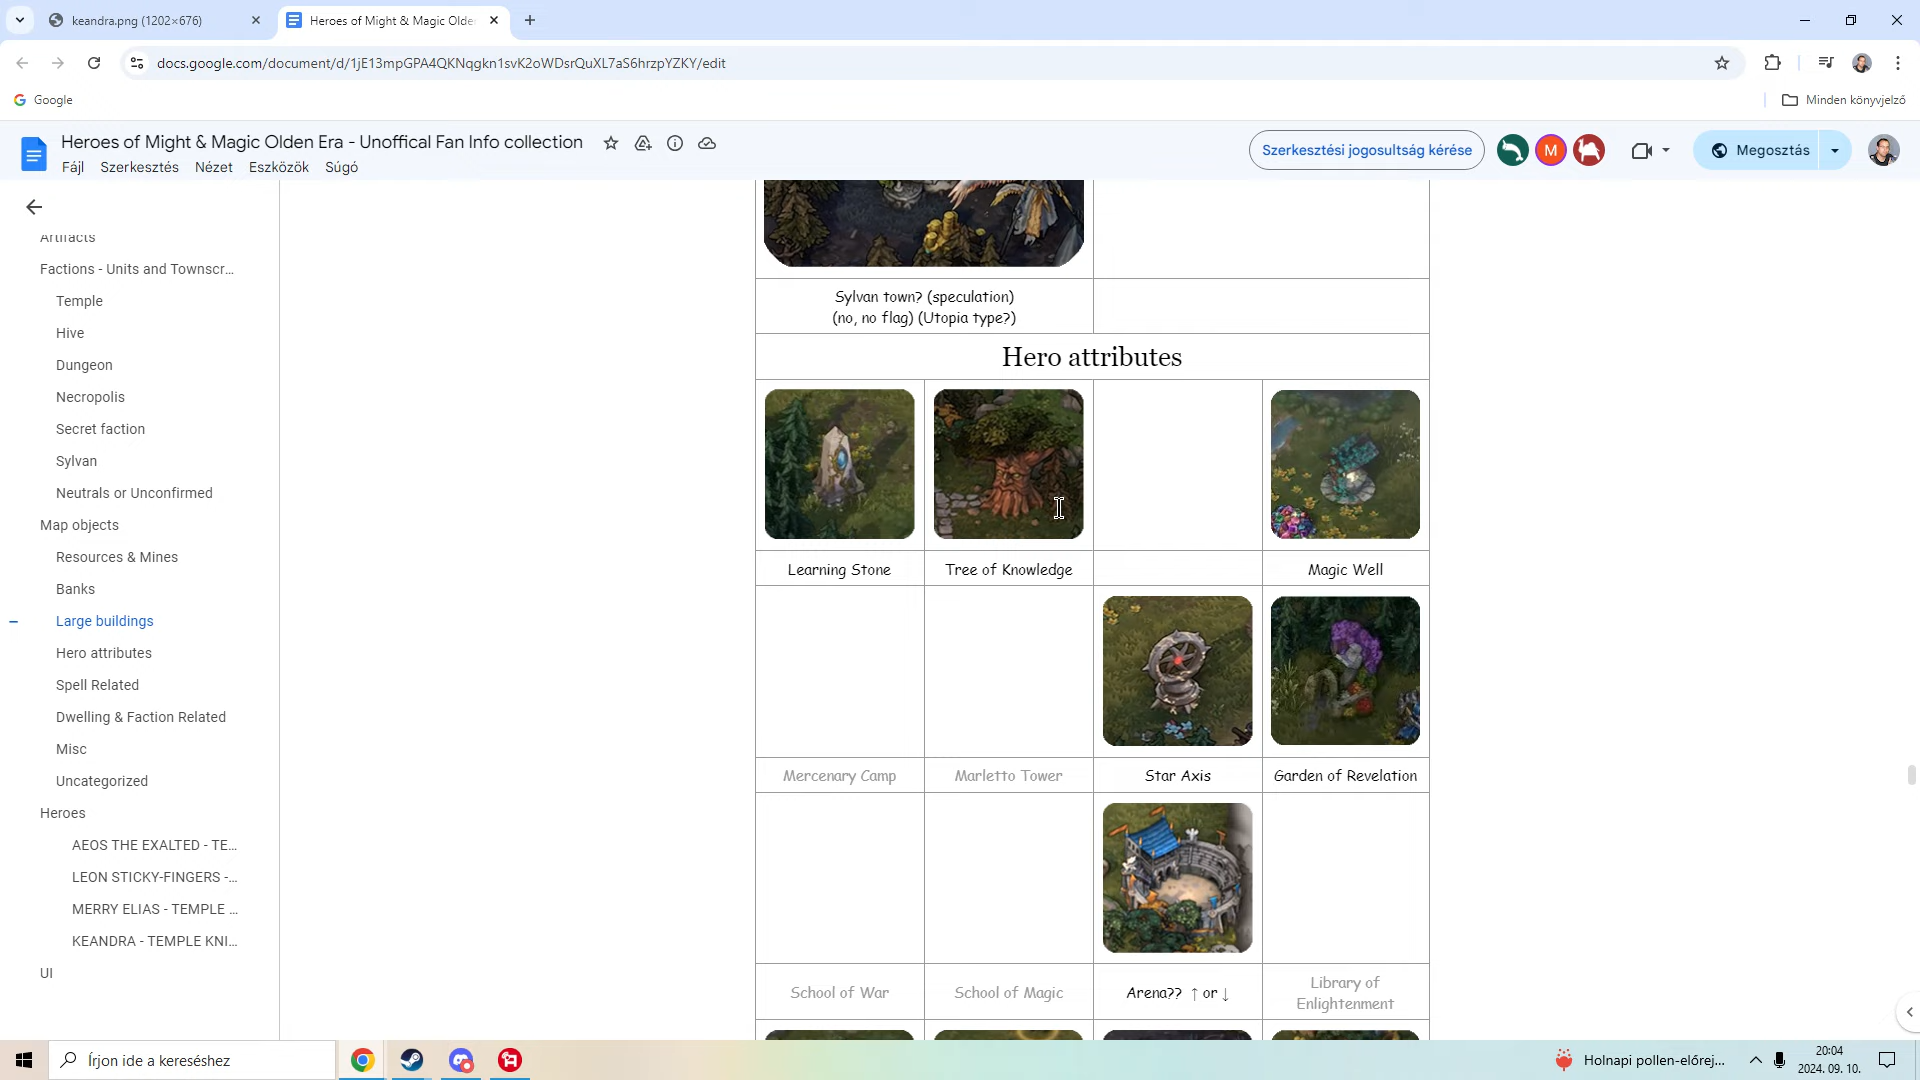 keandra.png (1202×676)
Heroes of Might & Magic Olde
docs.google.com/document/d/1jE13mpGPA4QKNqgkn1svK2oWDsrQuXL7aS6hrzpYZKY/edit
Google
Minden könyvjelző
Heroes of Might & Magic Olden Era - Unoffical Fan Info collection
Fájl Szerkesztés Nézet Eszközök Súgó
Szerkesztési jogosultság kérése
M
Megosztás
Artifacts
Factions - Units and Townscr...
Temple
Hive
Dungeon
Necropolis
Secret faction
Sylvan
Neutrals or Unconfirmed
Map objects
Resources & Mines
Banks
Large buildings
Hero attributes
Spell Related
Dwelling & Faction Related
Misc
Uncategorized
Heroes
AEOS THE EXALTED - TE...
LEON STICKY-FINGERS -...
MERRY ELIAS - TEMPLE ...
KEANDRA - TEMPLE KNI...
UI
Sylvan town? (speculation)
(no, no flag) (Utopia type?)
Hero attributes
Learning Stone Tree of Knowledge Magic Well
Mercenary Camp Marletto Tower Star Axis Garden of Revelation
School of War School of Magic Arena?? ↑ or ↓ Library of
Enlightenment
Írjon ide a kereséshez
Holnapi pollen-előrej...
20:04
2024. 09. 10.